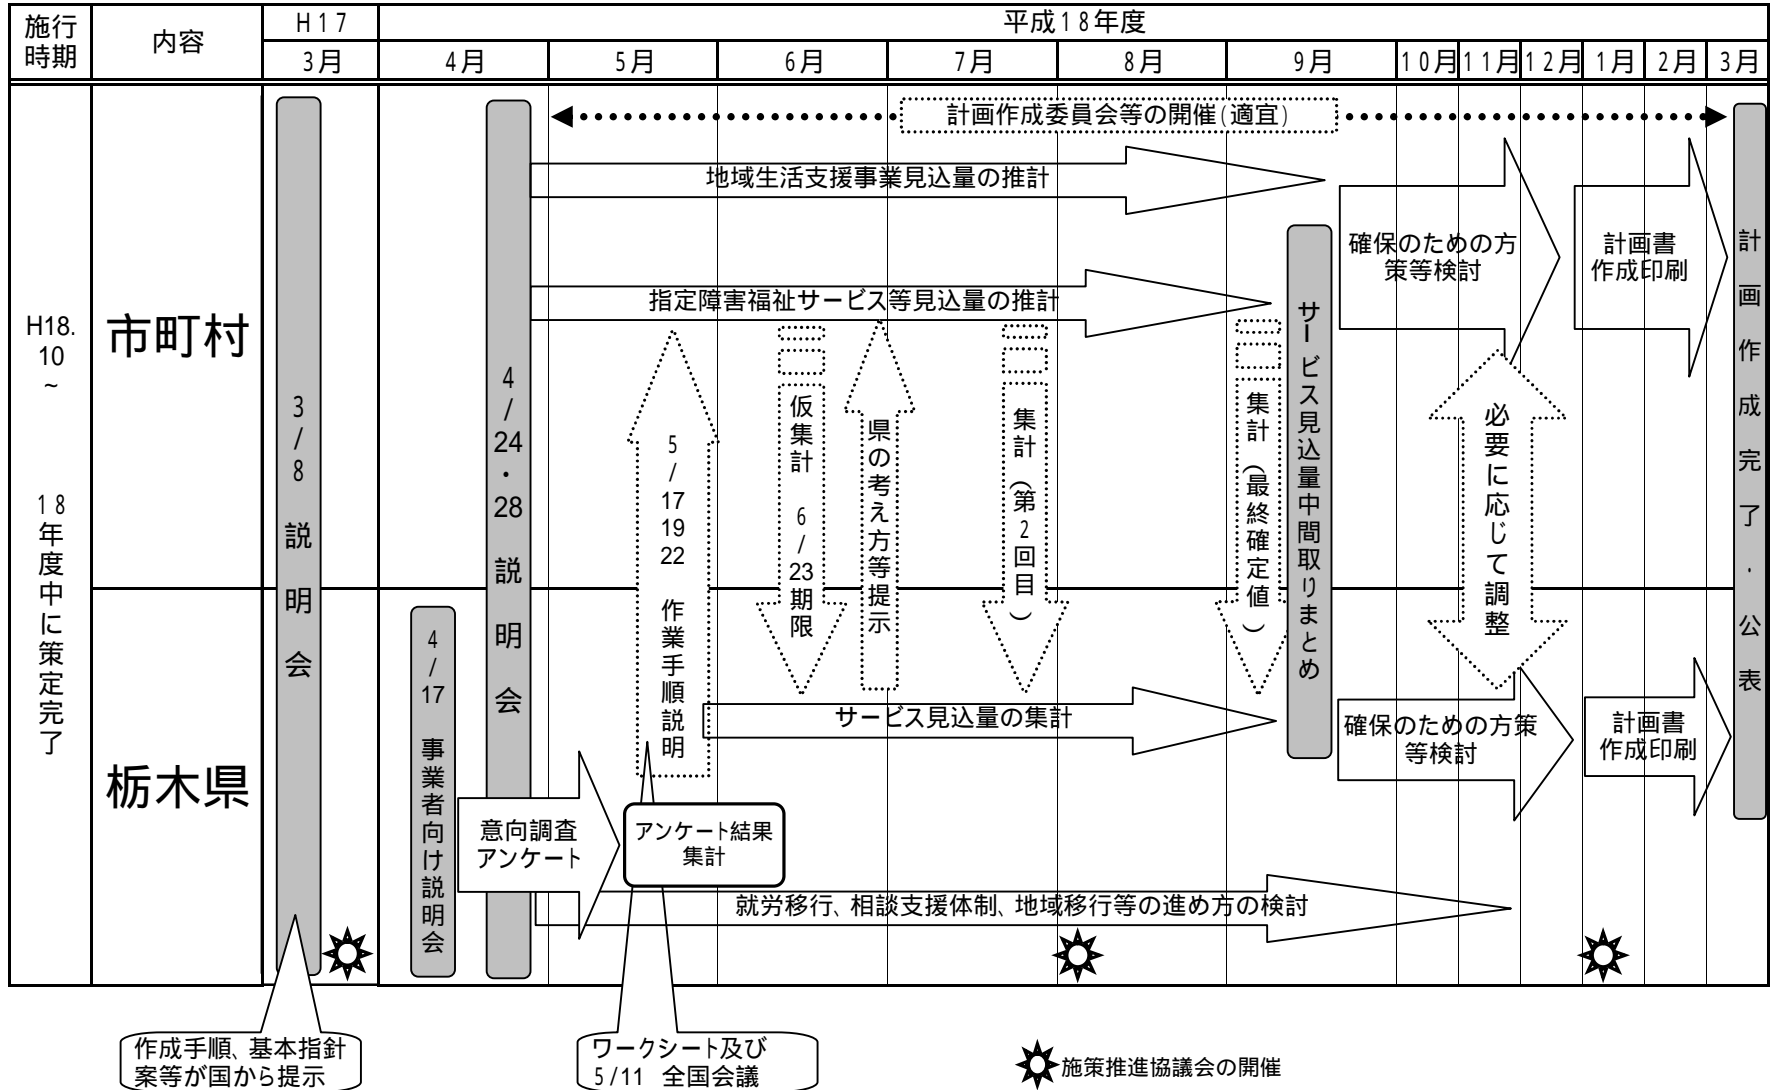 施行
時期
内容
H17
平成18年度
3月
4月
5月
6月
7月
8月
9月
10月
11月
12月
1月
2月
3月
H18.
10
~
18年度中に策定完了
市町村
栃木県
3/8 説明会
4/17 事業者向け説明会
4/24・28 説明会
計画作成委員会等の開催(適宜)
地域生活支援事業見込量の推計
指定障害福祉サービス等見込量の推計
5/17 19 22 作業手順説明
仮集計 6/23期限
県の考え方等提示
集計(第2回目)
集計(最終確定値)
サービス見込量中間取りまとめ
確保のための方
策等検討
計画書
作成印刷
必要に応じて調整
計画作成完了・公表
サービス見込量の集計
確保のための方策
等検討
計画書
作成印刷
意向調査
アンケート
アンケート結果
集計
就労移行、相談支援体制、地域移行等の進め方の検討
作成手順、基本指針
案等が国から提示
ワークシート及び
5/11 全国会議
施策推進協議会の開催